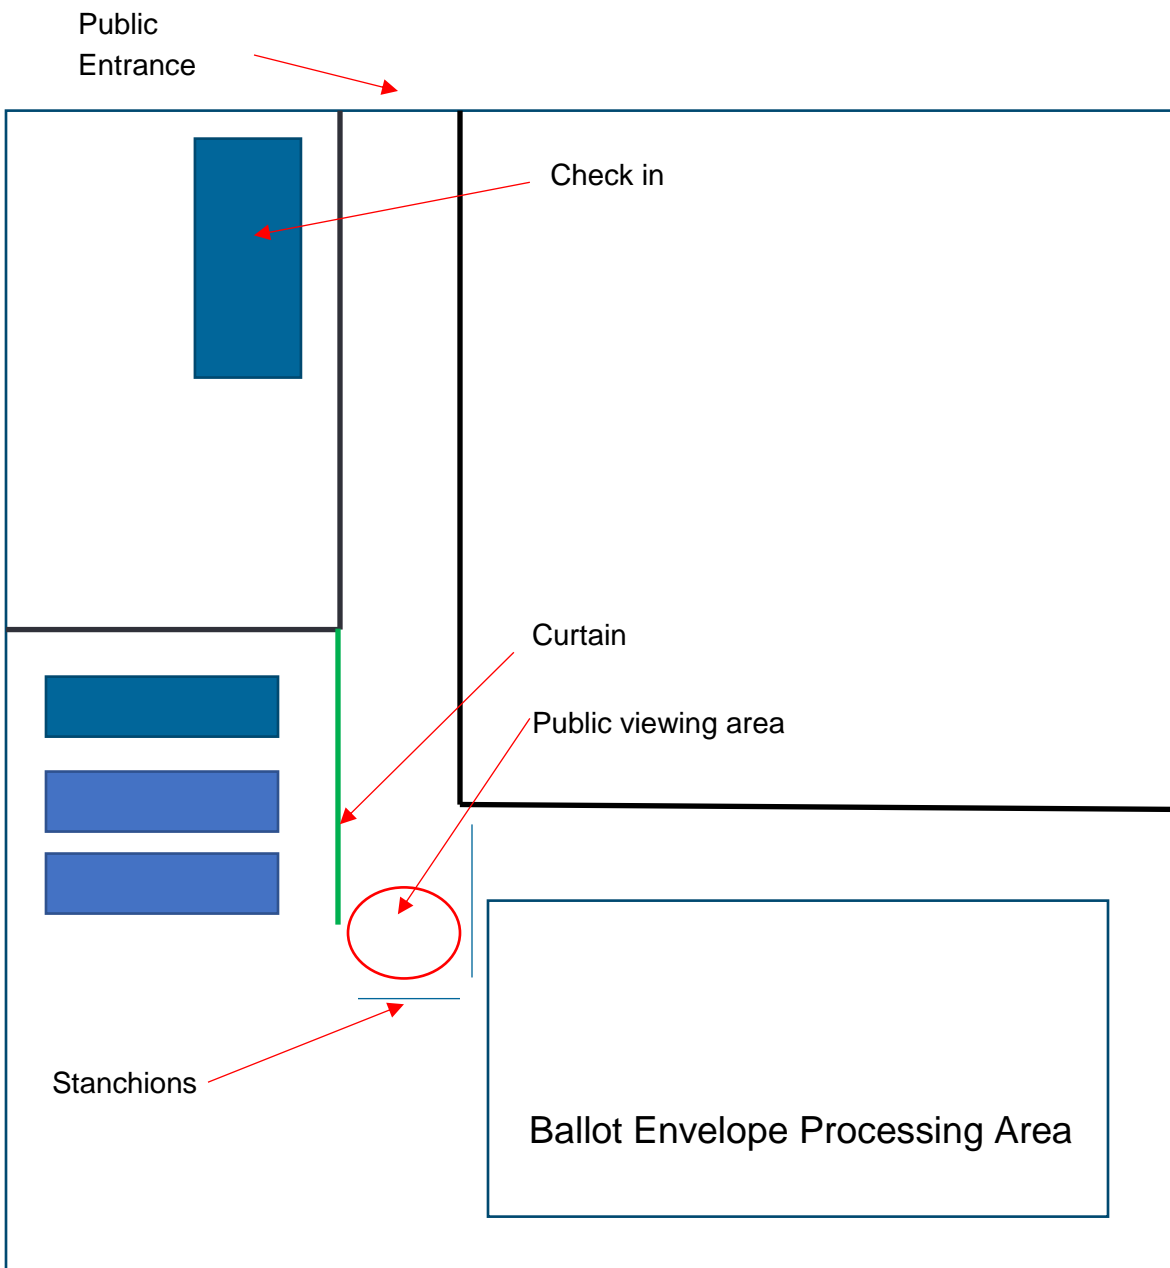 Public
Entrance
Check in
Curtain
Public viewing area
Stanchions
Ballot Envelope Processing Area